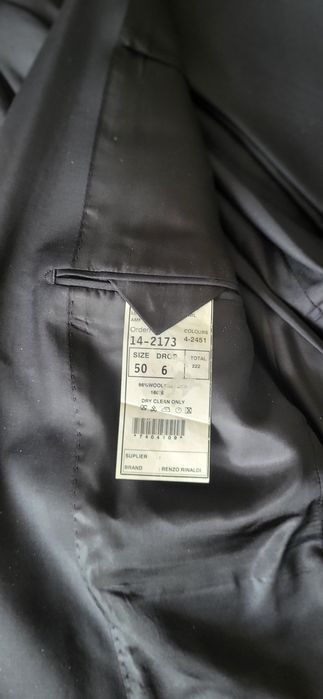 Order COLOURS
14-2173 4-2451
SIZE DROP TOTAL
50 6 222
DRY CLEAN ONLY
*7404109*
SUPLIER :
BRAND : RENZO RINALDI